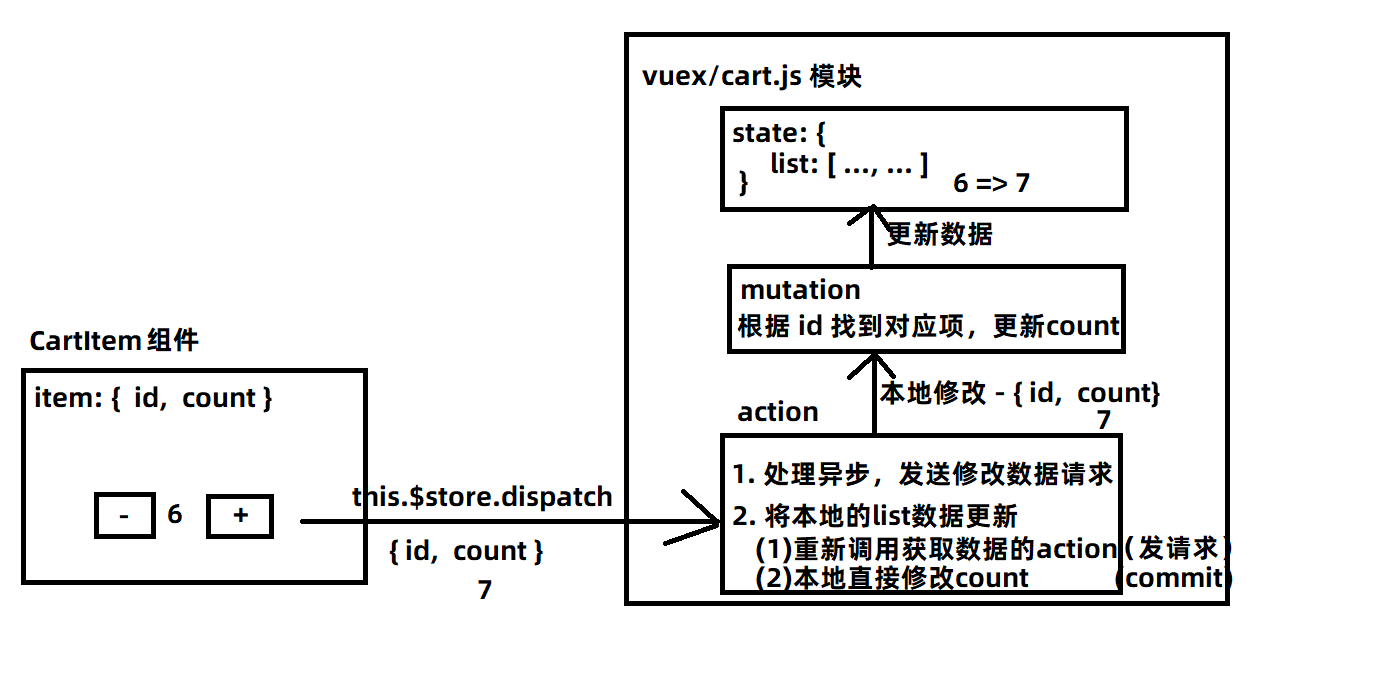 vuex/cart.js 模块
state: {
list: [ ..., ... ]
}
6 => 7
更新数据
mutation
根据 id 找到对应项，更新count
本地修改 - { id, count}
7
action
1. 处理异步，发送修改数据请求
2. 将本地的list数据更新
(1)重新调用获取数据的action（发请求）
(2)本地直接修改count (commit)
CartItem 组件
item: { id, count }
- 6 +
this.$store.dispatch
{ id, count }
7